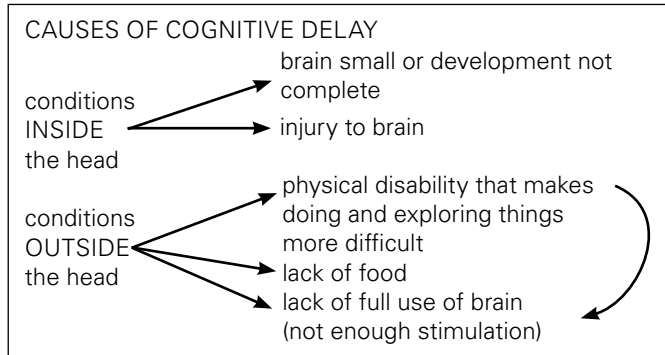 CAUSES OF COGNITIVE DELAY
conditions
INSIDE
the head
brain small or development not
complete
injury to brain
conditions
OUTSIDE
the head
physical disability that makes
doing and exploring things
more difficult
lack of food
lack of full use of brain
(not enough stimulation)